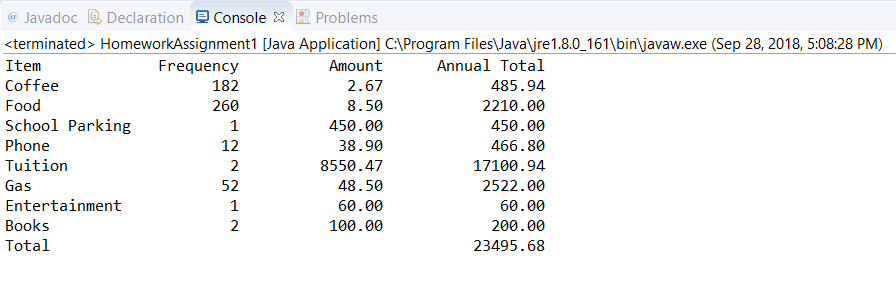 @ Javadoc Declaration Console Problems
<terminated> HomeworkAssignment1 [Java Application] C:\Program Files\Java\jre1.8.0_161\bin\javaw.exe (Sep 28, 2018, 5:08:28 PM)
Item Frequency Amount Annual Total
Coffee 182 2.67 485.94
Food 260 8.50 2210.00
School Parking 1 450.00 450.00
Phone 12 38.90 466.80
Tuition 2 8550.47 17100.94
Gas 52 48.50 2522.00
Entertainment 1 60.00 60.00
Books 2 100.00 200.00
Total 23495.68